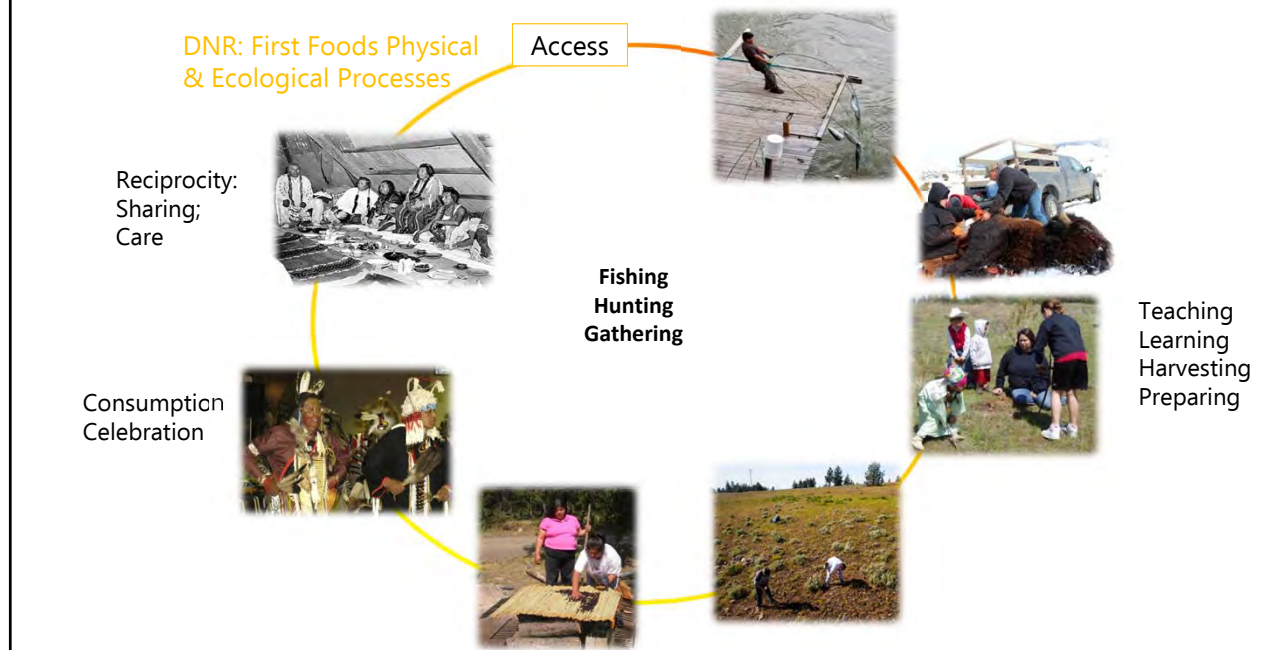 DNR: First Foods Physical
& Ecological Processes
Access
Reciprocity:
Sharing;
Care
Fishing
Hunting
Gathering
Teaching
Learning
Harvesting
Preparing
Consumption
Celebration